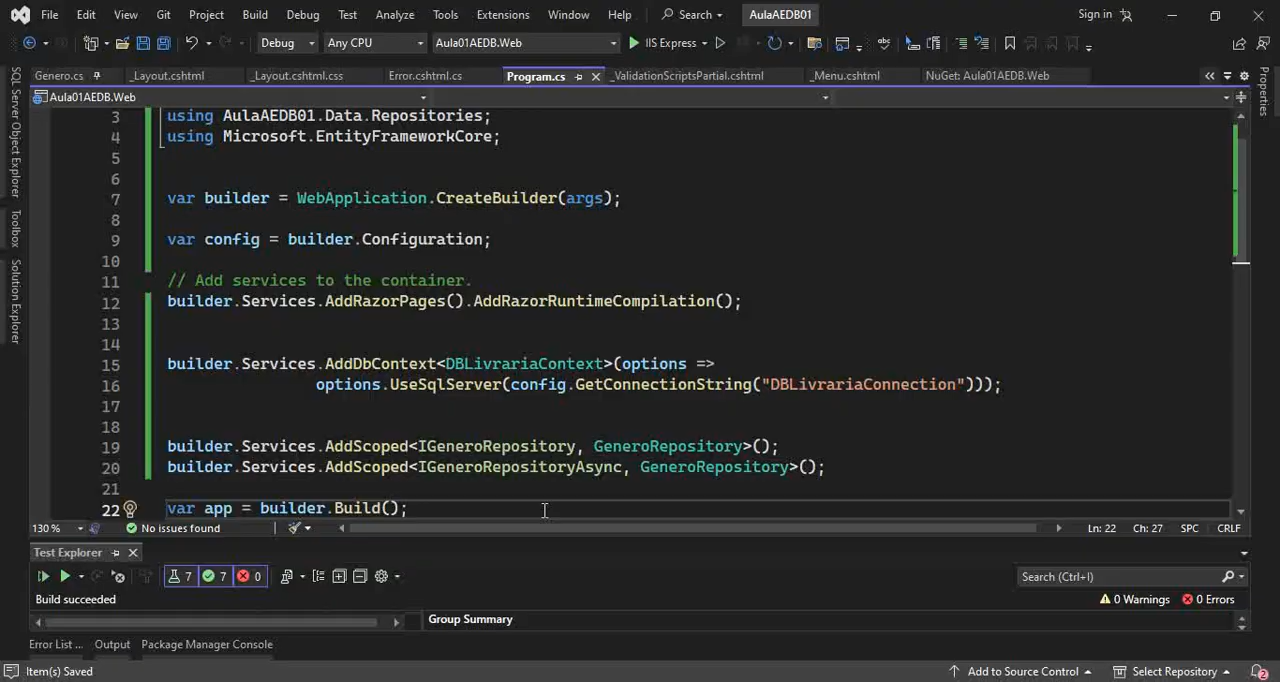 File Edit View Git Project Build Debug Test Analyze Tools Extensions Window Help Search AulaAEDB01 Sign in
Debug Any CPU Aula01AEDB.Web IIS Express
Genero.cs _Layout.cshtml _Layout.cshtml.css Error.cshtml.cs Program.cs _ValidationScriptsPartial.cshtml _Menu.cshtml NuGet: Aula01AEDB.Web
Aula01AEDB.Web
SQL Server Object Explorer
Toolbox
Solution Explorer
Properties
3 using AulaAEDB01.Data.Repositories;
4 using Microsoft.EntityFrameworkCore;
5
6
7 var builder = WebApplication.CreateBuilder(args);
8
9 var config = builder.Configuration;
10
11 // Add services to the container.
12 builder.Services.AddRazorPages().AddRazorRuntimeCompilation();
13
14
15 builder.Services.AddDbContext<DBLivrariaContext>(options =>
16 options.UseSqlServer(config.GetConnectionString("DBLivrariaConnection")));
17
18
19 builder.Services.AddScoped<IGeneroRepository, GeneroRepository>();
20 builder.Services.AddScoped<IGeneroRepositoryAsync, GeneroRepository>();
21
22 var app = builder.Build();
130 % No issues found Ln: 22 Ch: 27 SPC CRLF
Test Explorer
7 7 0 Search (Ctrl+I)
Build succeeded 0 Warnings 0 Errors
Group Summary
Error List ... Output Package Manager Console
Item(s) Saved Add to Source Control Select Repository 2